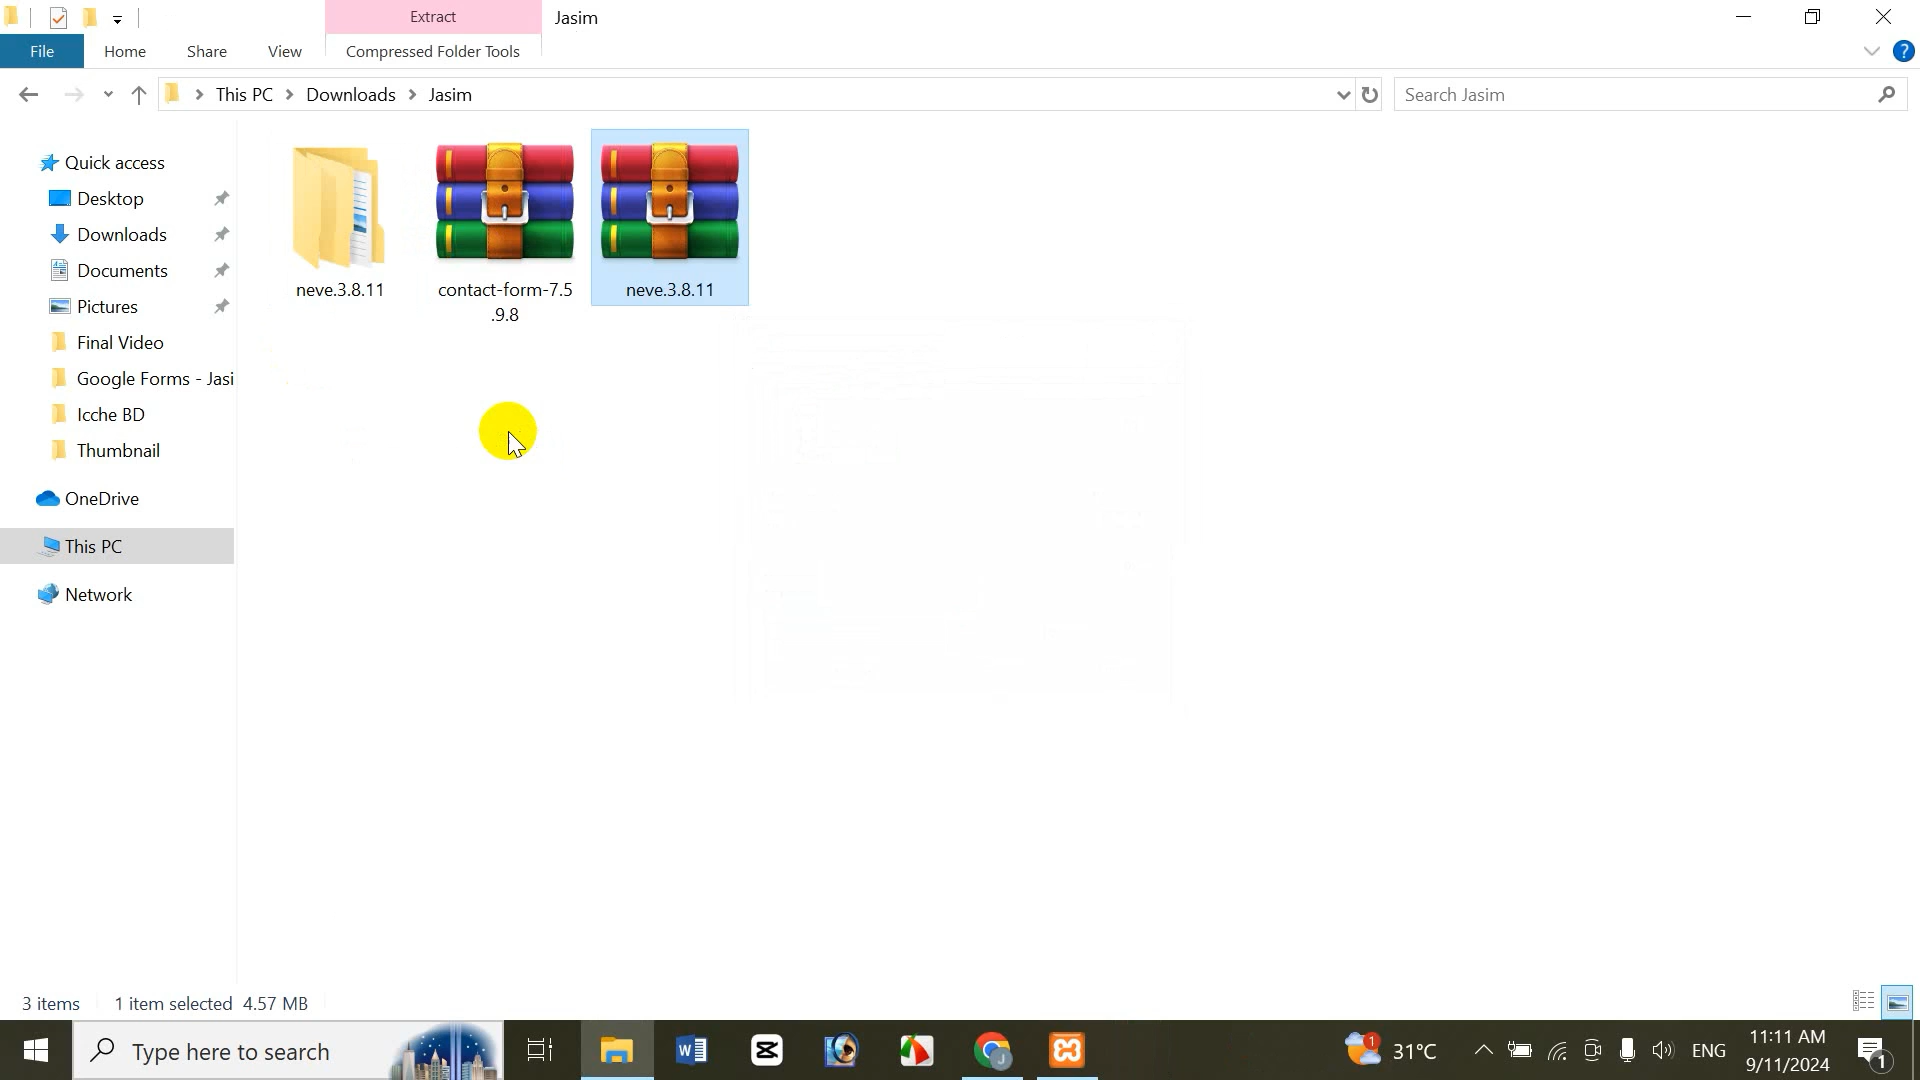 Extract
Jasim
File
Home
Share
View
Compressed Folder Tools
This PC
Downloads
Jasim
Search Jasim
Quick access
Desktop
Downloads
Documents
Pictures
Final Video
Google Forms - Jasi
Icche BD
Thumbnail
OneDrive
This PC
Network
neve.3.8.11
contact-form-7.5
.9.8
neve.3.8.11
3 items
1 item selected 4.57 MB
Type here to search
1
31°C
ENG
11:11 AM
9/11/2024
1